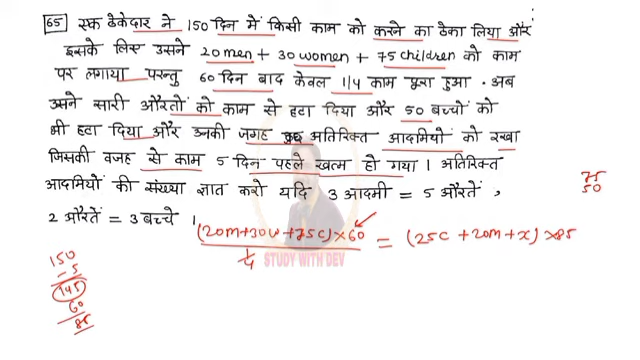 65 एक ठेकेदार ने 150 दिन में किसी काम को करने का ठेका लिया और
इसके लिए उसने 20 men + 30 women + 75 children को काम
पर लगाया परन्तु 60 दिन बाद केवल 1/4 काम पूरा हुआ . अब
उसने सारी औरतों को काम से हटा दिया और 50 बच्चों को
भी हटा दिया और उनकी जगह कुछ अतिरिक्त आदमियों को रखा
जिसकी वजह से काम 5 दिन पहले खत्म हो गया । अतिरिक्त
आदमियों की संख्या ज्ञात करो यदि 3 आदमी = 5 औरतें ,
75
50
2 औरतें = 3 बच्चे ।
(20M+30W+75C)×60 = (25C+20M+x)×85
1/4
STUDY WITH DEV
150
-5
145
60
85